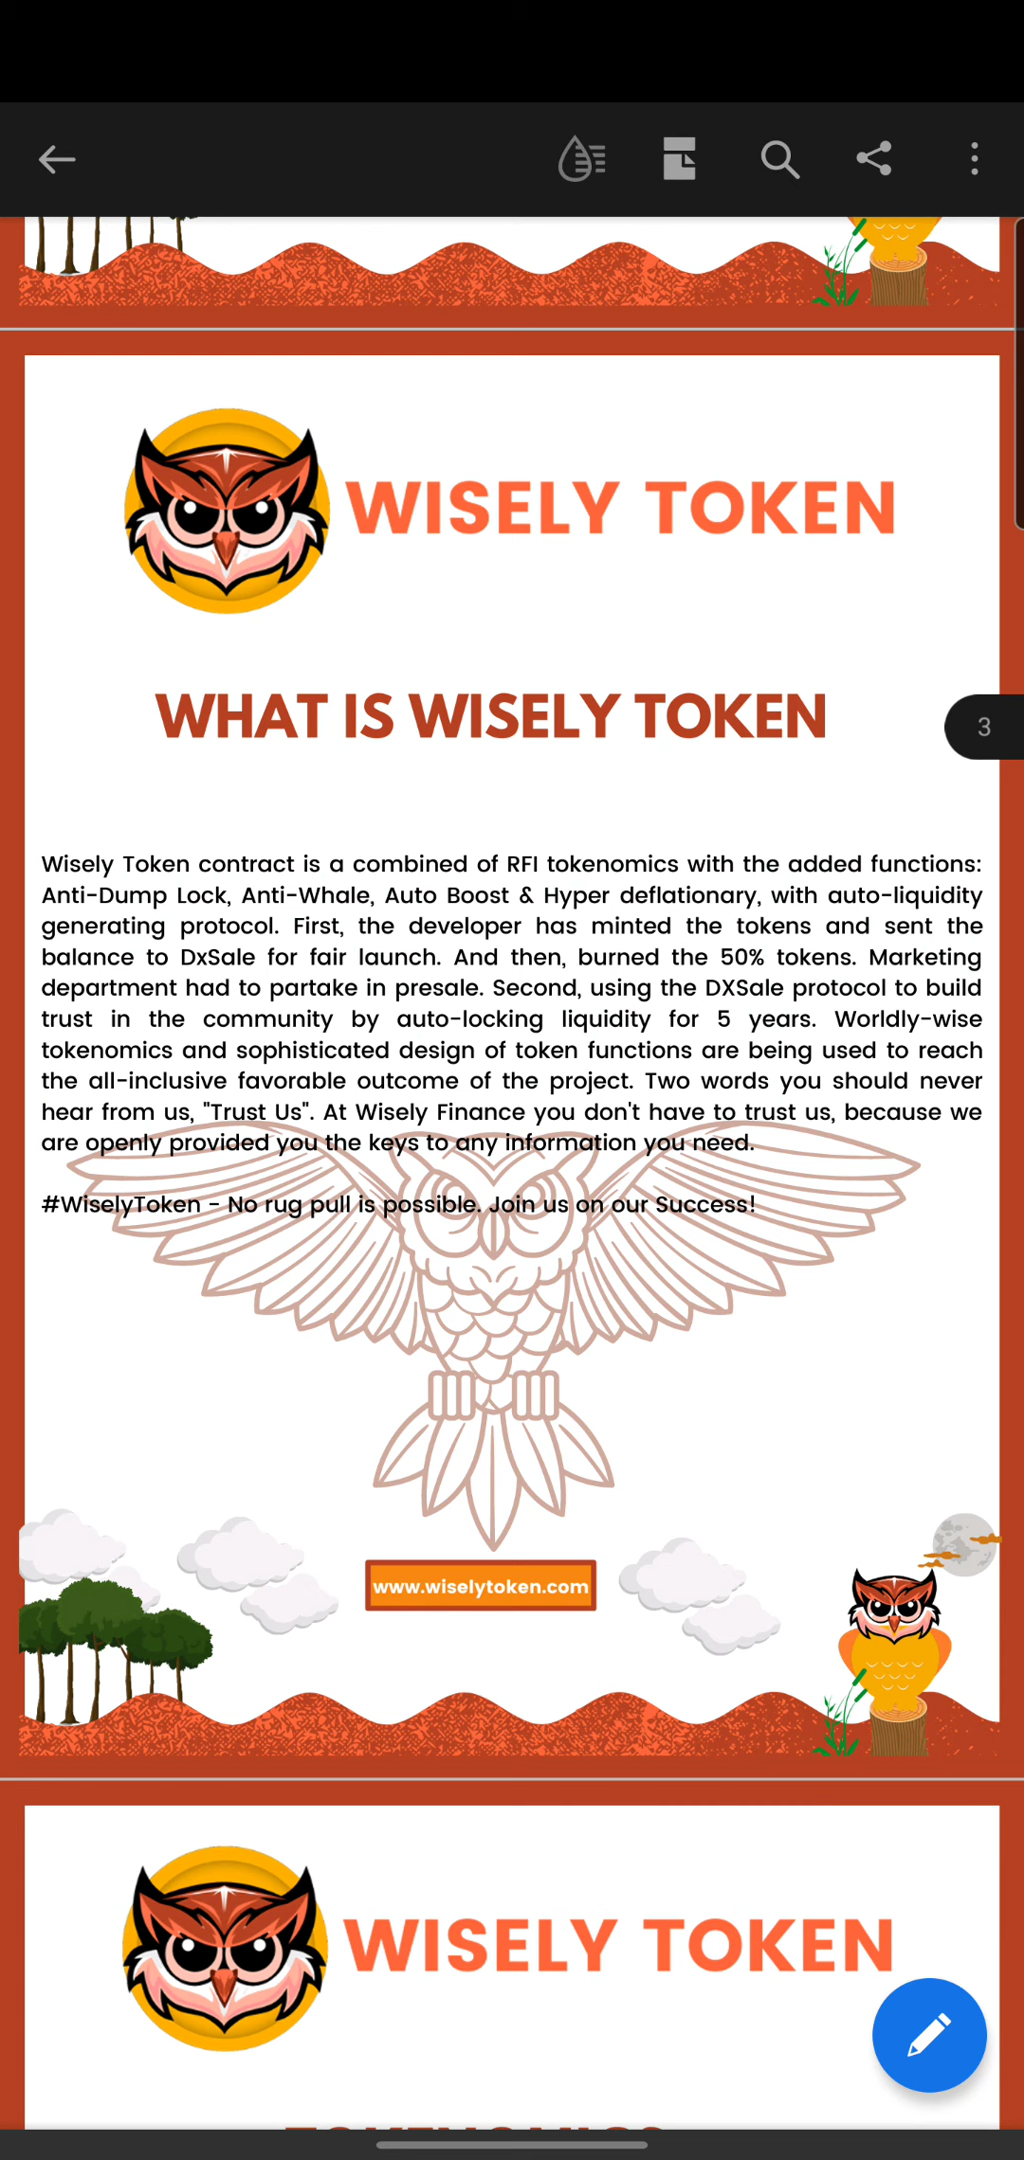 WISELY TOKEN
WHAT IS WISELY TOKEN
3
Wisely Token contract is a combined of RFI tokenomics with the added functions:
Anti-Dump Lock, Anti-Whale, Auto Boost & Hyper deflationary, with auto-liquidity
generating protocol. First, the developer has minted the tokens and sent the
balance to DxSale for fair launch. And then, burned the 50% tokens. Marketing
department had to partake in presale. Second, using the DXSale protocol to build
trust in the community by auto-locking liquidity for 5 years. Worldly-wise
tokenomics and sophisticated design of token functions are being used to reach
the all-inclusive favorable outcome of the project. Two words you should never
hear from us, "Trust Us". At Wisely Finance you don't have to trust us, because we
are openly provided you the keys to any information you need.
#WiselyToken - No rug pull is possible. Join us on our Success!
www.wiselytoken.com
WISELY TOKEN